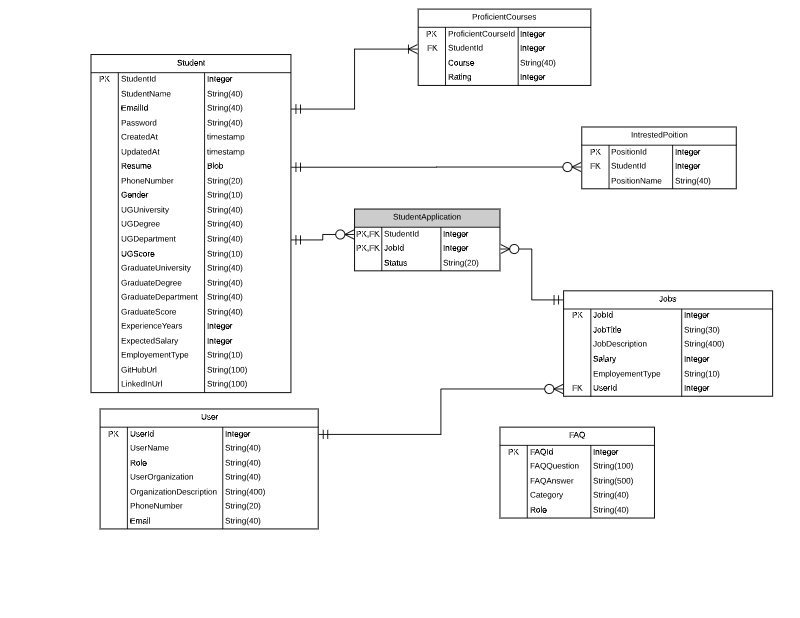 ProficientCourses
PK ProficientCourseId Integer
FK StudentId Integer
Course String(40)
Rating Integer
Student
PK StudentId Integer
StudentName String(40)
EmailId String(40)
Password String(40)
CreatedAt timestamp
UpdatedAt timestamp
Resume Blob
PhoneNumber String(20)
Gender String(10)
UGUniversity String(40)
UGDegree String(40)
UGDepartment String(40)
UGScore String(10)
GraduateUniversity String(40)
GraduateDegree String(40)
GraduateDepartment String(40)
GraduateScore String(40)
ExperienceYears Integer
ExpectedSalary Integer
EmployementType String(10)
GitHubUrl String(100)
LinkedInUrl String(100)
IntrestedPoition
PK PositionId Integer
FK StudentId Integer
PositionName String(40)
StudentApplication
PK,FK StudentId Integer
PK,FK JobId Integer
Status String(20)
Jobs
PK JobId Integer
JobTitle String(30)
JobDescription String(400)
Salary Integer
EmployementType String(10)
FK UserId Integer
User
PK UserId Integer
UserName String(40)
Role String(40)
UserOrganization String(40)
OrganizationDescription String(400)
PhoneNumber String(20)
Email String(40)
FAQ
PK FAQId Integer
FAQQuestion String(100)
FAQAnswer String(500)
Category String(40)
Role String(40)